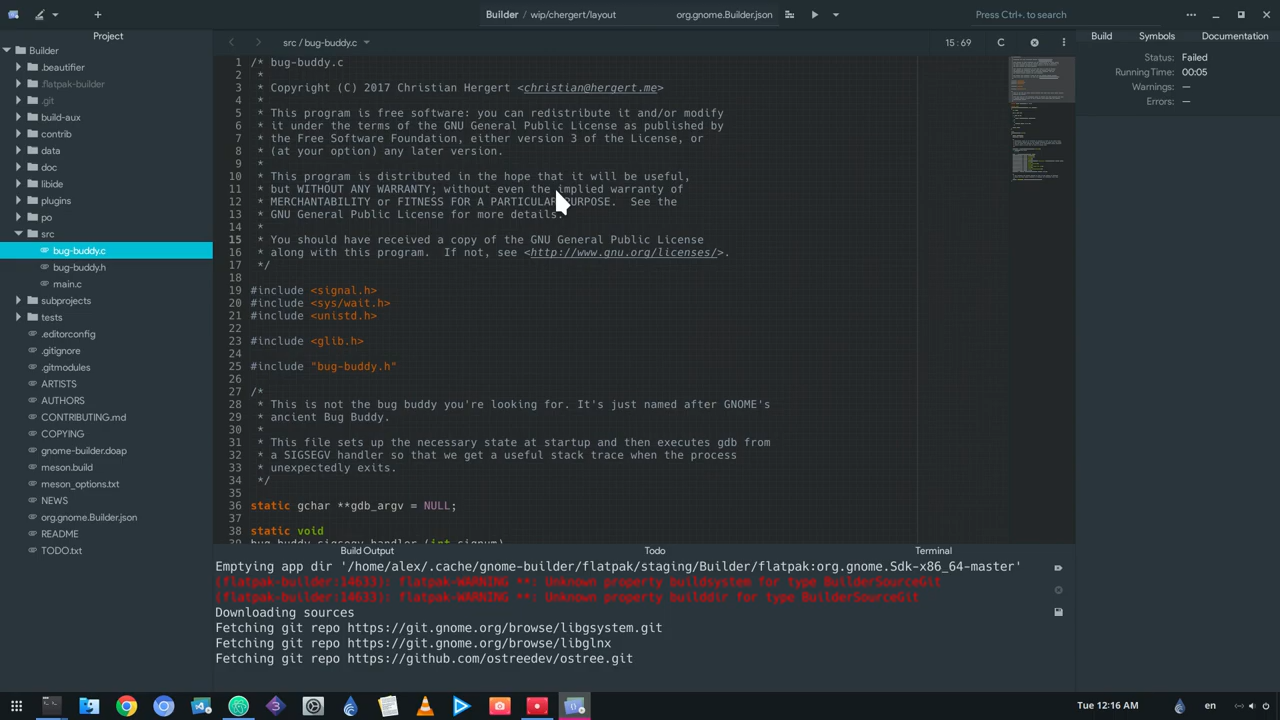 Builder / wip/chergert/layout
org.gnome.Builder.json
Press Ctrl+. to search
Project
Builder
.beautifier
.flatpak-builder
.git
build-aux
contrib
data
doc
libide
plugins
po
src
bug-buddy.c
bug-buddy.h
main.c
subprojects
tests
.editorconfig
.gitignore
.gitmodules
ARTISTS
AUTHORS
CONTRIBUTING.md
COPYING
gnome-builder.doap
meson.build
meson_options.txt
NEWS
org.gnome.Builder.json
README
TODO.txt
src / bug-buddy.c
15:69
1 /* bug-buddy.c
2 *
3 * Copyright (C) 2017 Christian Hergert <christian@hergert.me>
4 *
5 * This program is free software: you can redistribute it and/or modify
6 * it under the terms of the GNU General Public License as published by
7 * the Free Software Foundation, either version 3 of the License, or
8 * (at your option) any later version.
9 *
10 * This program is distributed in the hope that it will be useful,
11 * but WITHOUT ANY WARRANTY; without even the implied warranty of
12 * MERCHANTABILITY or FITNESS FOR A PARTICULAR PURPOSE.  See the
13 * GNU General Public License for more details.
14 *
15 * You should have received a copy of the GNU General Public License
16 * along with this program.  If not, see <http://www.gnu.org/licenses/>.
17 */
18
19 #include <signal.h>
20 #include <sys/wait.h>
21 #include <unistd.h>
22
23 #include <glib.h>
24
25 #include "bug-buddy.h"
26
27 /*
28 * This is not the bug buddy you're looking for. It's just named after GNOME's
29 * ancient Bug Buddy.
30 *
31 * This file sets up the necessary state at startup and then executes gdb from
32 * a SIGSEGV handler so that we get a useful stack trace when the process
33 * unexpectedly exits.
34 */
35
36 static gchar **gdb_argv = NULL;
37
38 static void
39 bug_buddy_sigsegv_handler (int signum)
Build Symbols Documentation
Status: Failed
Running Time: 00:05
Warnings: —
Errors: —
Build Output Todo Terminal
Emptying app dir '/home/alex/.cache/gnome-builder/flatpak/staging/Builder/flatpak:org.gnome.Sdk-x86_64-master'
(flatpak-builder:14633): flatpak-WARNING **: Unknown property buildsystem for type BuilderSourceGit
(flatpak-builder:14633): flatpak-WARNING **: Unknown property builddir for type BuilderSourceGit
Downloading sources
Fetching git repo https://git.gnome.org/browse/libgsystem.git
Fetching git repo https://git.gnome.org/browse/libglnx
Fetching git repo https://github.com/ostreedev/ostree.git
Tue 12:16 AM
en